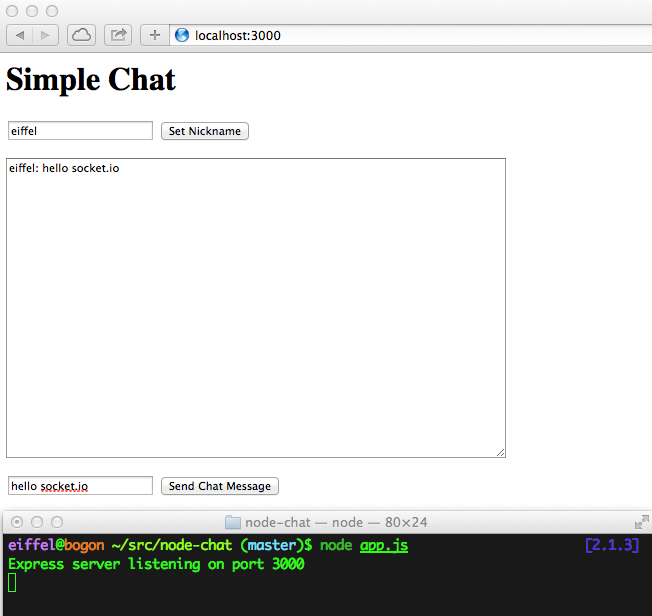 localhost:3000
Simple Chat
eiffel Set Nickname
eiffel: hello socket.io
hello socket.io Send Chat Message
node-chat — node — 80×24
eiffel@bogon ~/src/node-chat (master)$ node app.js [2.1.3]
Express server listening on port 3000